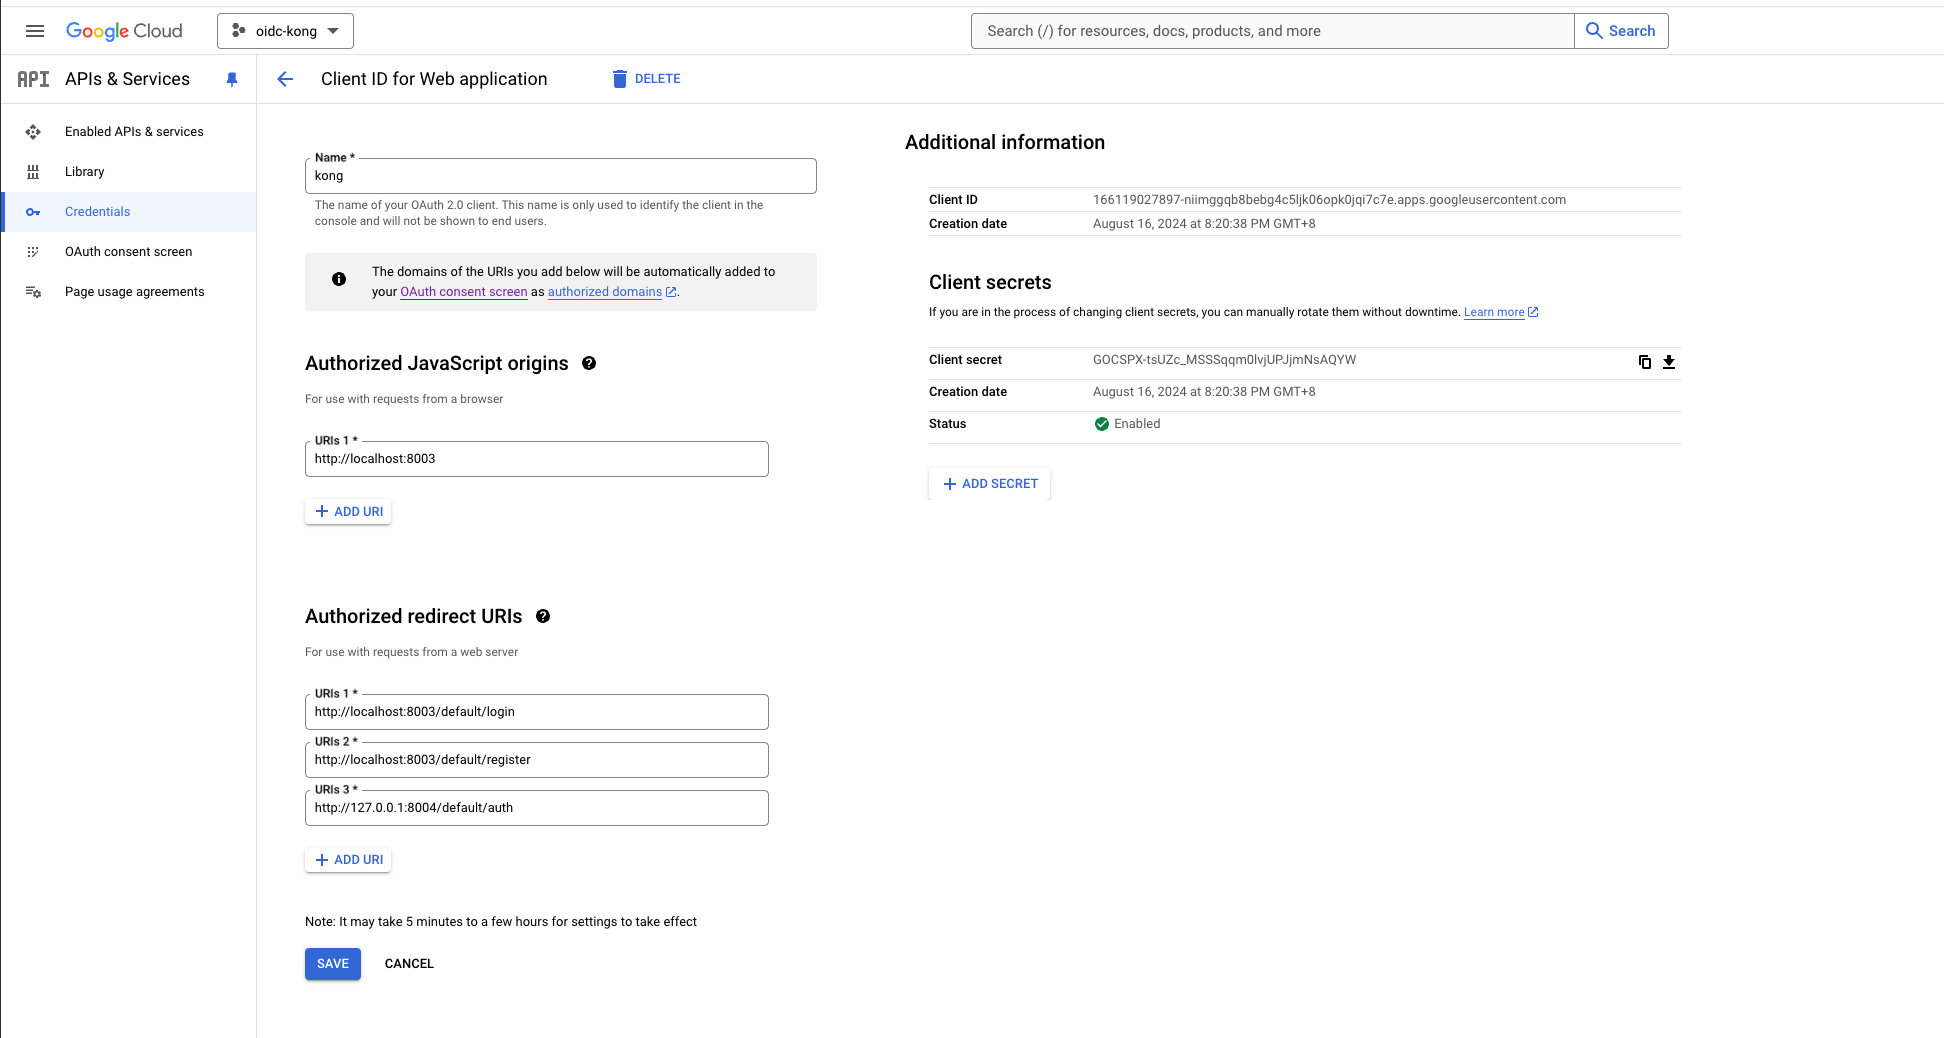 Google Cloud
oidc-kong
Search (/) for resources, docs, products, and more
Search
API
APIs & Services
Client ID for Web application
DELETE
Enabled APIs & services
Library
Credentials
OAuth consent screen
Page usage agreements
Name *
kong
The name of your OAuth 2.0 client. This name is only used to identify the client in the
console and will not be shown to end users.
The domains of the URIs you add below will be automatically added to
your OAuth consent screen as authorized domains.
Authorized JavaScript origins
For use with requests from a browser
URIs 1 *
http://localhost:8003
ADD URI
Authorized redirect URIs
For use with requests from a web server
URIs 1 *
http://localhost:8003/default/login
URIs 2 *
http://localhost:8003/default/register
URIs 3 *
http://127.0.0.1:8004/default/auth
ADD URI
Note: It may take 5 minutes to a few hours for settings to take effect
SAVE
CANCEL
Additional information
Client ID
166119027897-niimggqb8bebg4c5ljk06opk0jqi7c7e.apps.googleusercontent.com
Creation date
August 16, 2024 at 8:20:38 PM GMT+8
Client secrets
If you are in the process of changing client secrets, you can manually rotate them without downtime. Learn more
Client secret
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
Creation date
August 16, 2024 at 8:20:38 PM GMT+8
Status
Enabled
ADD SECRET